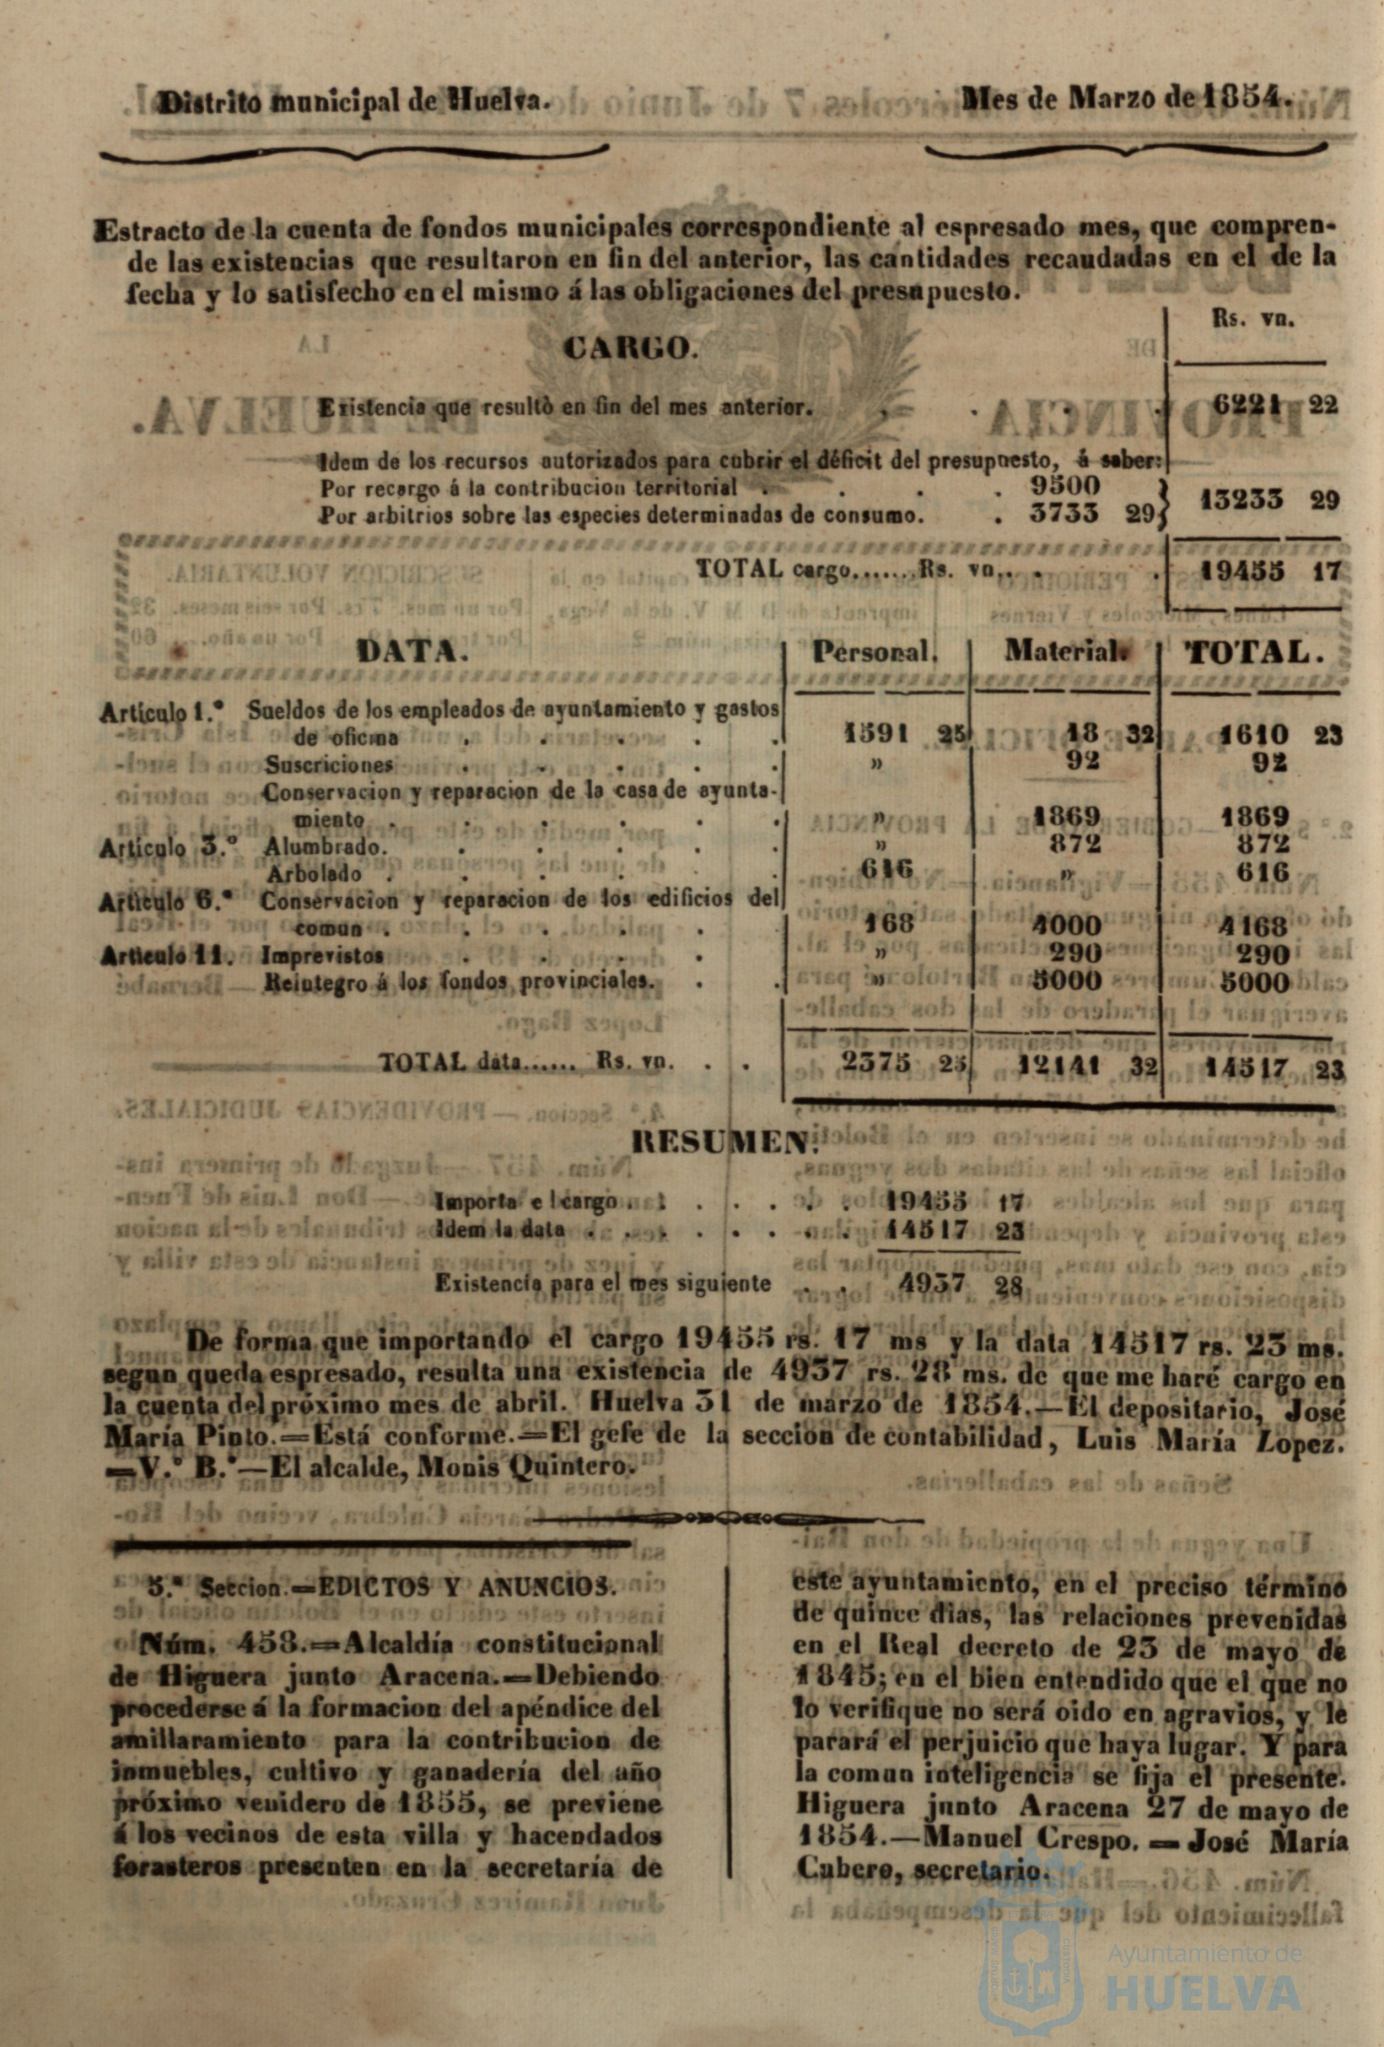 Distrito municipal de Huelva.
Mes de Marzo de 1854.
Estracto de la cuenta de fondos municipales correspondiente al espresado mes, que compren-
de las existencias que resultaron en fin del anterior, las cantidades recaudadas en el de la
fecha y lo satisfecho en el mismo á las obligaciones del presupuesto.
Rs. vn.
CARGO.
Existencia que resultò en fin del mes anterior. . . . . 6221 22
Idem de los recursos autorizados para cubrir el déficit del presupuesto, á saber:
Por recargo á la contribucion territorial . . . . 9500
Por arbitrios sobre las especies determinadas de consumo. . 3733 29 } 13233 29
TOTAL cargo.......Rs. vn.. . . 19455 17
DATA. Personal. Material. TOTAL.
Artículo 1.º Sueldos de los empleados de ayuntamiento y gastos
de oficina . . . . . 1591 25 18 32 1610 23
Suscriciones . . . . . » 92 92
Conservacion y reparacion de la casa de ayunta-
miento . . . . . . » 1869 1869
Artículo 3.º Alumbrado. . . . . . » 872 872
Arbolado . . . . . . 616 » 616
Artículo 6.º Conservacion y reparacion de los edificios del
comun . . . . . 168 4000 4168
Artículo 11. Imprevistos . . . . » 290 290
Reintegro á los fondos provinciales. . . » 5000 5000
TOTAL data...... Rs. vn. . . 2375 25 12141 32 14517 23
RESUMEN.
Importa el cargo . . . . . . . . 19455 17
Idem la data . . . . . . . . 14517 23
Existencia para el mes siguiente . . 4937 28
De forma que importando el cargo 19455 rs. 17 ms y la data 14517 rs. 23 ms.
segun queda espresado, resulta una existencia de 4937 rs. 28 ms. de que me haré cargo en
la cuenta del próximo mes de abril. Huelva 31 de marzo de 1854.—El depositario, José
María Pinto.=Está conforme.=El gefe de la seccion de contabilidad, Luis María Lopez.
=V.º B.º—El alcalde, Monis Quintero.
5.ª Seccion.=EDICTOS Y ANUNCIOS.
Núm. 458.=Alcaldía constitucional
de Higuera junto Aracena.=Debiendo
procederse á la formacion del apéndice del
amillaramiento para la contribucion de
inmuebles, cultivo y ganadería del año
próximo venidero de 1855, se previene
á los vecinos de esta villa y hacendados
forasteros presenten en la secretaría de
este ayuntamiento, en el preciso término
de quince dias, las relaciones prevenidas
en el Real decreto de 23 de mayo de
1845; en el bien entendido que el que no
lo verifique no será oido en agravios, y le
parará el perjuicio que haya lugar. Y para
la comun inteligencia se fija el presente.
Higuera junto Aracena 27 de mayo de
1854.—Manuel Crespo. = José María
Cubero, secretario.
Ayuntamiento de
HUELVA